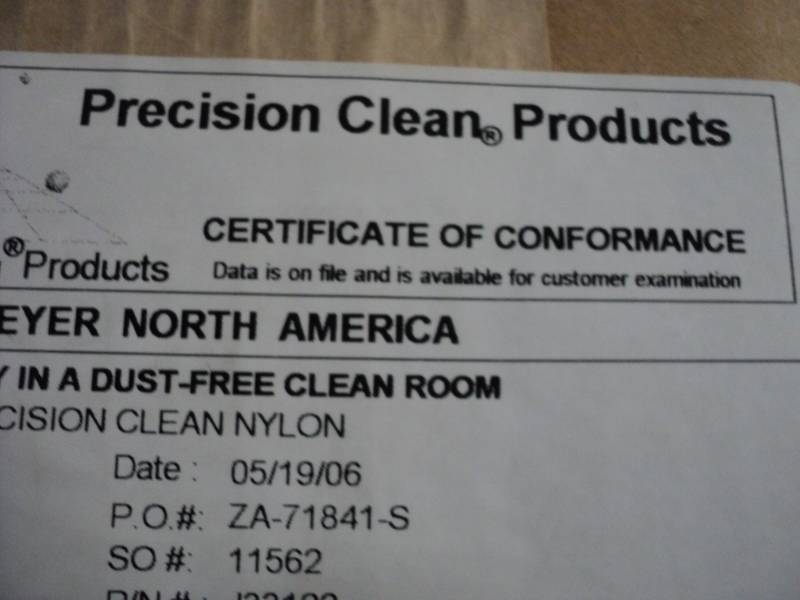 Precision Clean® Products
CERTIFICATE OF CONFORMANCE
® Products
Data is on file and is available for customer examination
EYER NORTH AMERICA
IN A DUST-FREE CLEAN ROOM
CISION CLEAN NYLON
Date : 05/19/06
P.O.#: ZA-71841-S
SO #: 11562